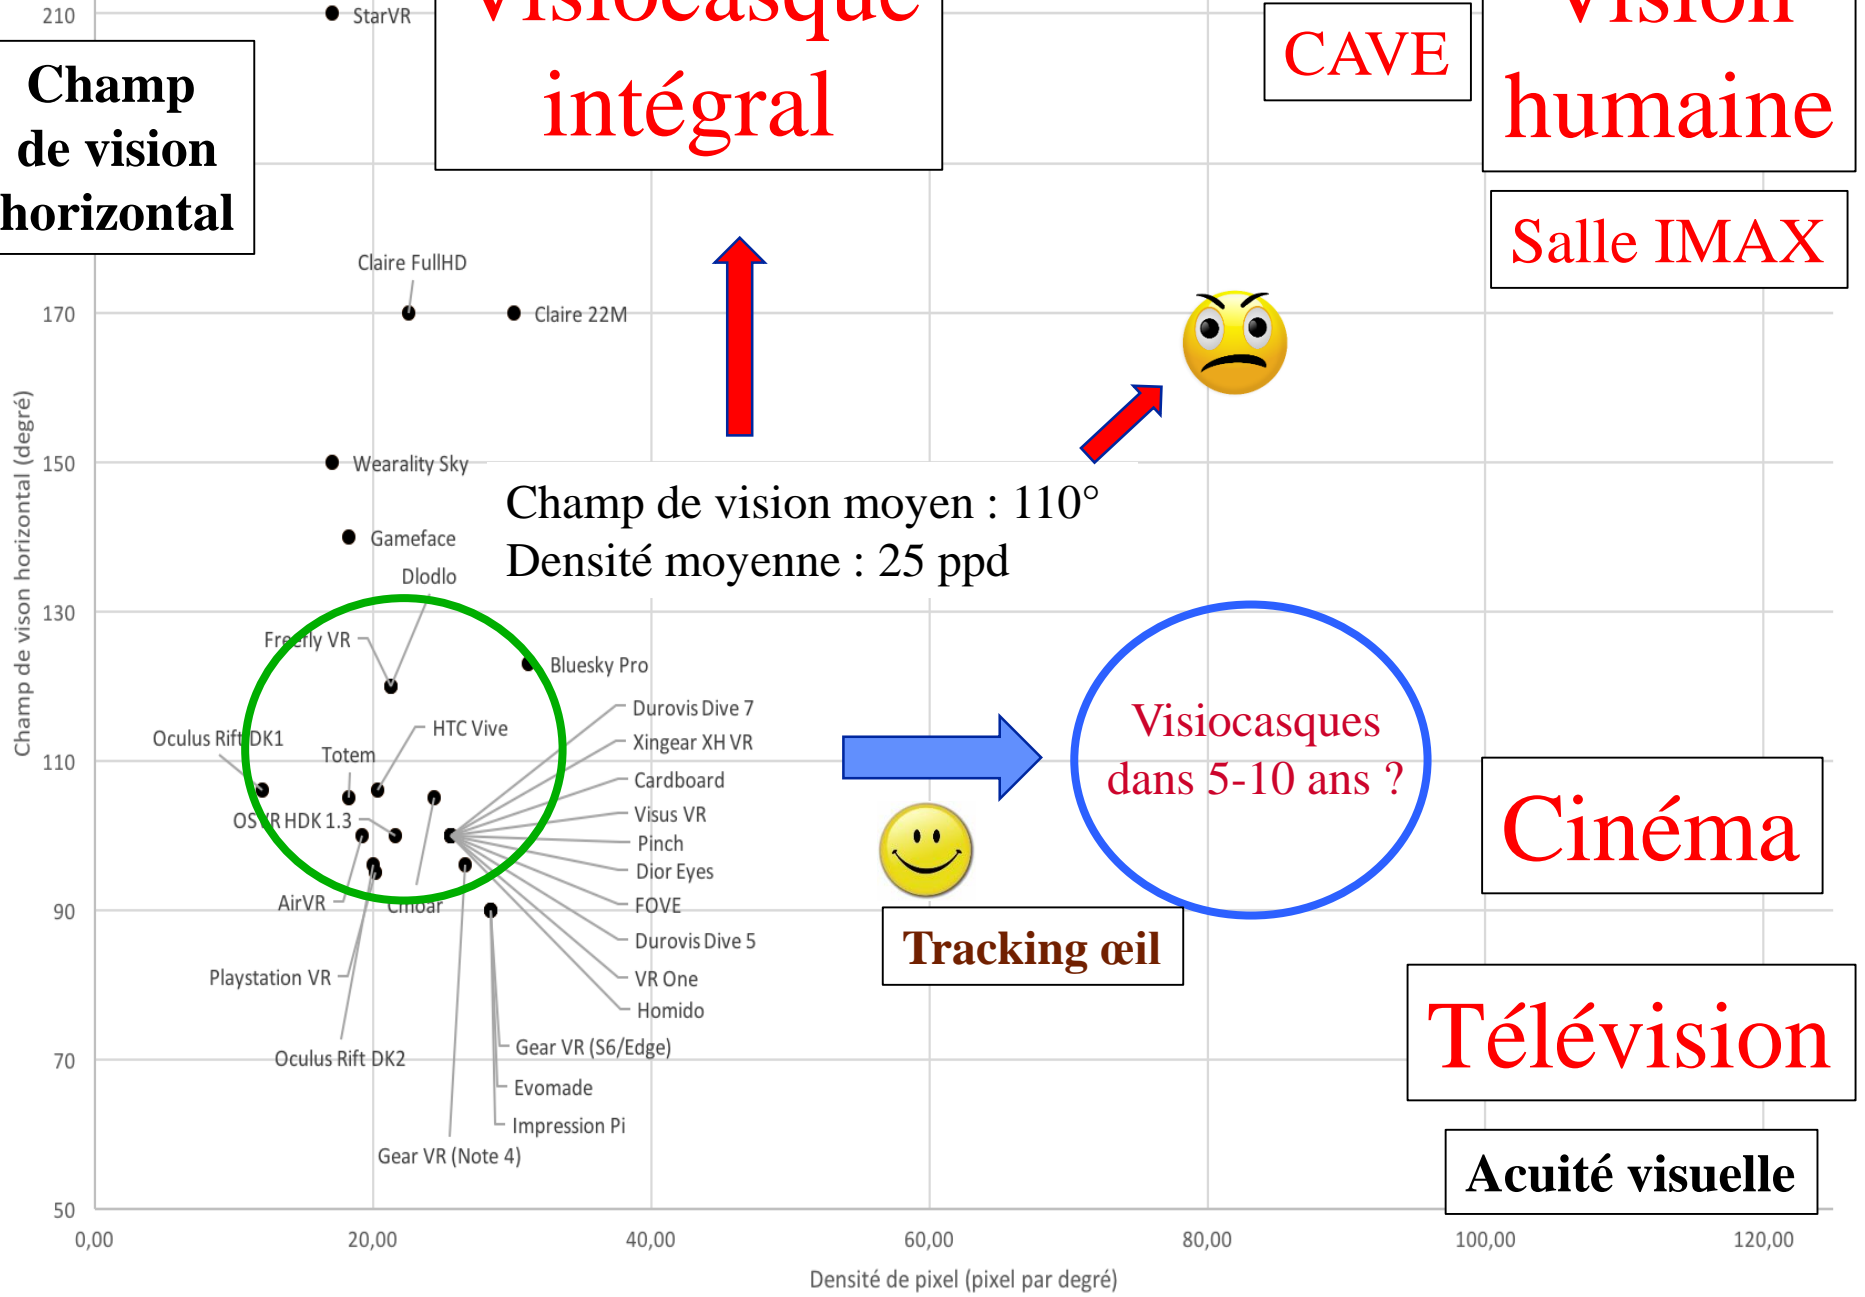 210
StarVR
Visiocasque
intégral
CAVE
Vision
humaine
Champ
de vision
horizontal
Salle IMAX
Claire FullHD
170
Claire 22M
Champ de vison horizontal (degré)
150
Wearality Sky
Champ de vision moyen : 110°
Densité moyenne : 25 ppd
Gameface
Dlodlo
130
Freefly VR
Bluesky Pro
Durovis Dive 7
HTC Vive
Oculus Rift DK1
Xingear XH VR
Totem
110
Cardboard
Visiocasques
dans 5-10 ans ?
OSVR HDK 1.3
Visus VR
Pinch
Dior Eyes
Cinéma
AirVR
Cmoar
FOVE
90
Durovis Dive 5
Tracking œil
Playstation VR
VR One
Homido
Télévision
Gear VR (S6/Edge)
Oculus Rift DK2
70
Evomade
Impression Pi
Gear VR (Note 4)
Acuité visuelle
50
0,00
20,00
40,00
60,00
80,00
100,00
120,00
Densité de pixel (pixel par degré)